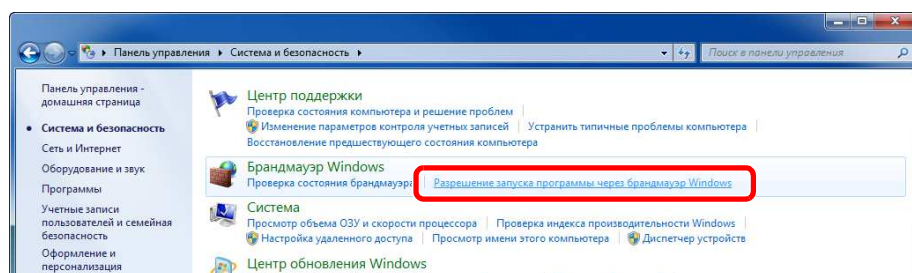 Панель управления ▸ Система и безопасность ▸
Поиск в панели управления
Панель управления -
домашняя страница
Система и безопасность
Сеть и Интернет
Оборудование и звук
Программы
Учетные записи
пользователей и семейная
безопасность
Оформление и
персонализация
Центр поддержки
Проверка состояния компьютера и решение проблем
Изменение параметров контроля учетных записей
Устранить типичные проблемы компьютера
Восстановление предшествующего состояния компьютера
Брандмауэр Windows
Проверка состояния брандмауэра
Разрешение запуска программы через брандмауэр Windows
Система
Просмотр объема ОЗУ и скорости процессора
Проверка индекса производительности Windows
Настройка удаленного доступа
Просмотр имени этого компьютера
Диспетчер устройств
Центр обновления Windows